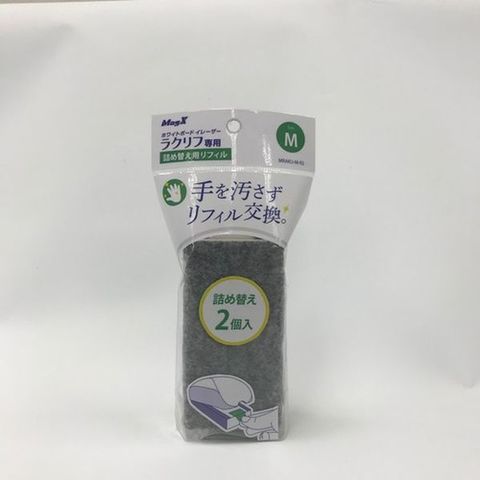 MagX
ホワイトボード イレーザー
ラクリフ専用
詰め替え用リフィル
M
手を汚さず
リフィル交換。
詰め替え
2個入